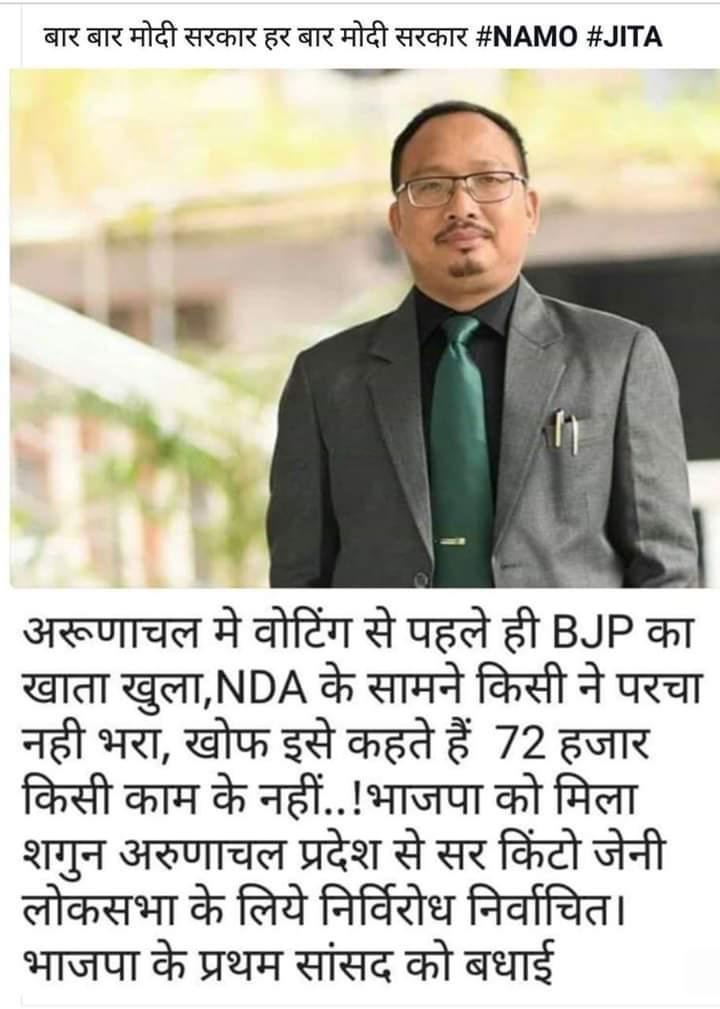 बार बार मोदी सरकार हर बार मोदी सरकार #NAMO #JITA
अरूणाचल मे वोटिंग से पहले ही BJP का
खाता खुला,NDA के सामने किसी ने परचा
नही भरा, खोफ इसे कहते हैं 72 हजार
किसी काम के नहीं..!भाजपा को मिला
शगुन अरुणाचल प्रदेश से सर किंटो जेनी
लोकसभा के लिये निर्विरोध निर्वाचित।
भाजपा के प्रथम सांसद को बधाई